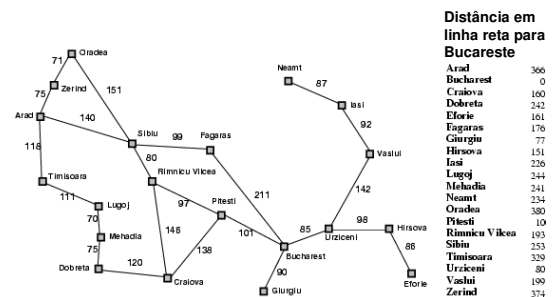 Distância em
linha reta para
Bucareste
Arad 366
Bucharest 0
Craiova 160
Dobreta 242
Eforie 161
Fagaras 176
Giurgiu 77
Hirsova 151
Iasi 226
Lugoj 244
Mehadia 241
Neamt 234
Oradea 380
Pitesti 10
Rimnicu Vilcea 193
Sibiu 253
Timisoara 329
Urziceni 80
Vaslui 199
Zerind 374
Oradea
71
Neamt
Zerind
87
151
75
Iasi
Arad
140
92
Sibiu
99
Fagaras
118
80
Vaslui
Rimnicu Vilcea
Timisoara
111
211
142
Lugoj
97
Pitesti
70
98
Hirsova
146
85
Mehadia
101
Urziceni
75
138
86
Bucharest
120
90
Dobreta
Craiova
Eforie
Giurgiu